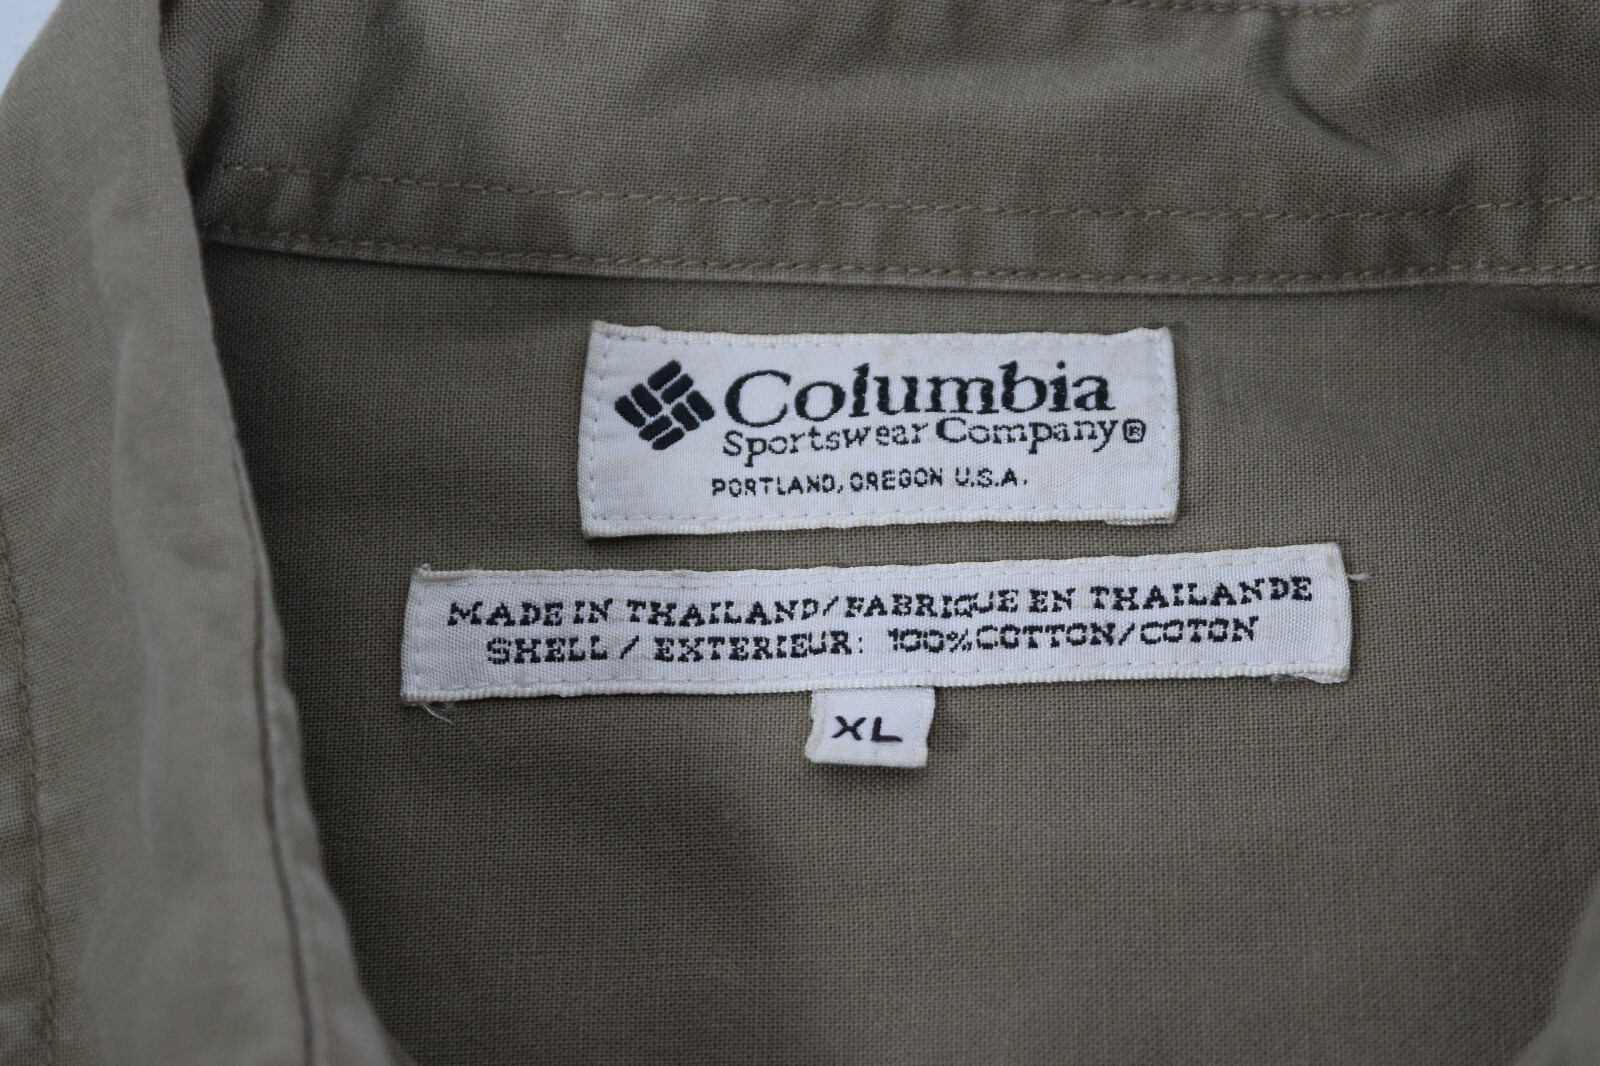 Columbia
Sportswear Company®
PORTLAND, OREGON U.S.A.
MADE IN THAILAND/FABRIQUE EN THAILANDE
SHELL / EXTERIEUR: 100% COTTON/COTON
XL